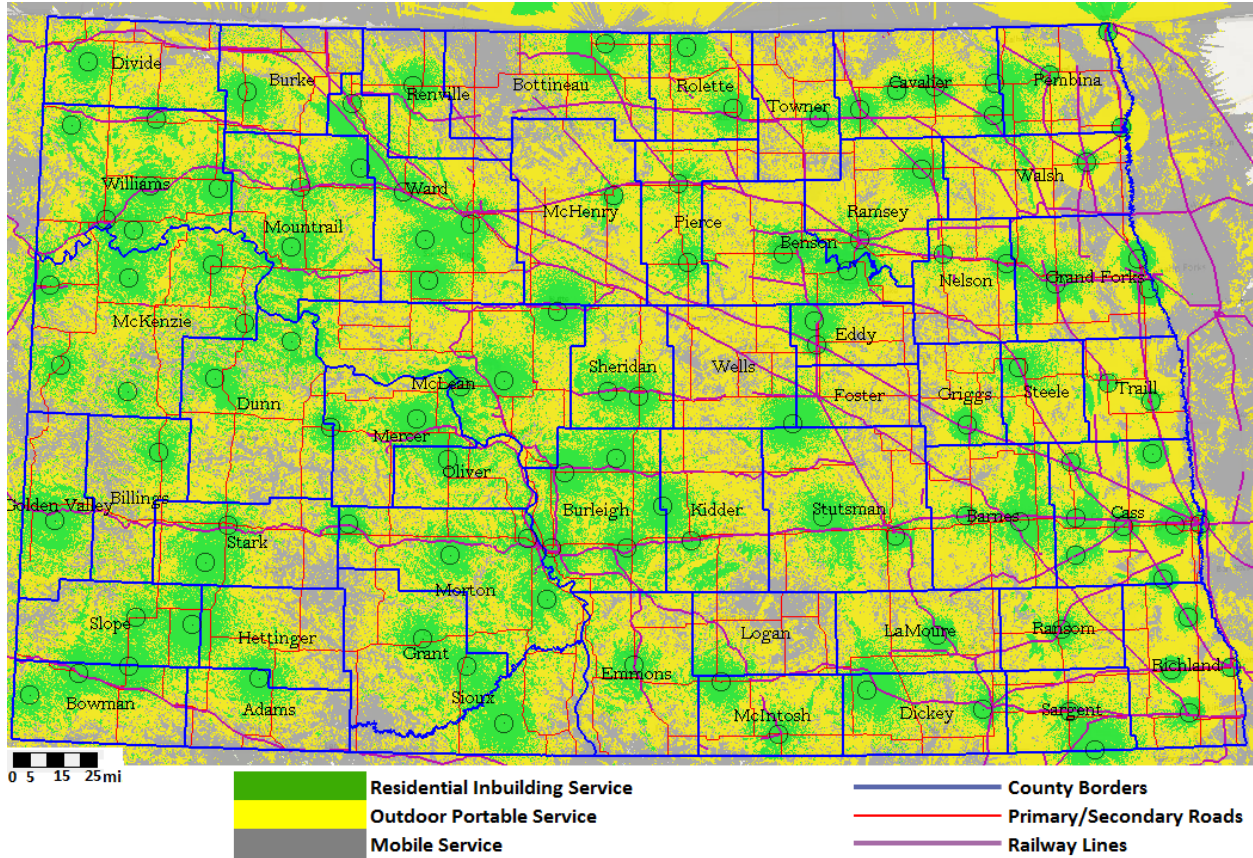 Divide
Burke
Renville
Bottineau
Rolette
Towner
Cavalier
Pembina
Williams
Mountrail
Ward
McHenry
Pierce
Benson
Ramsey
Walsh
Nelson
Grand Forks
McKenzie
Dunn
McLean
Mercer
Oliver
Sheridan
Wells
Eddy
Foster
Griggs
Steele
Traill
Golden Valley
Billings
Stark
Morton
Burleigh
Kidder
Stutsman
Barnes
Cass
Slope
Hettinger
Grant
Sioux
Emmons
Logan
LaMoure
Ransom
Richland
Bowman
Adams
McIntosh
Dickey
Sargent
0 5 15 25mi
Residential Inbuilding Service
Outdoor Portable Service
Mobile Service
County Borders
Primary/Secondary Roads
Railway Lines